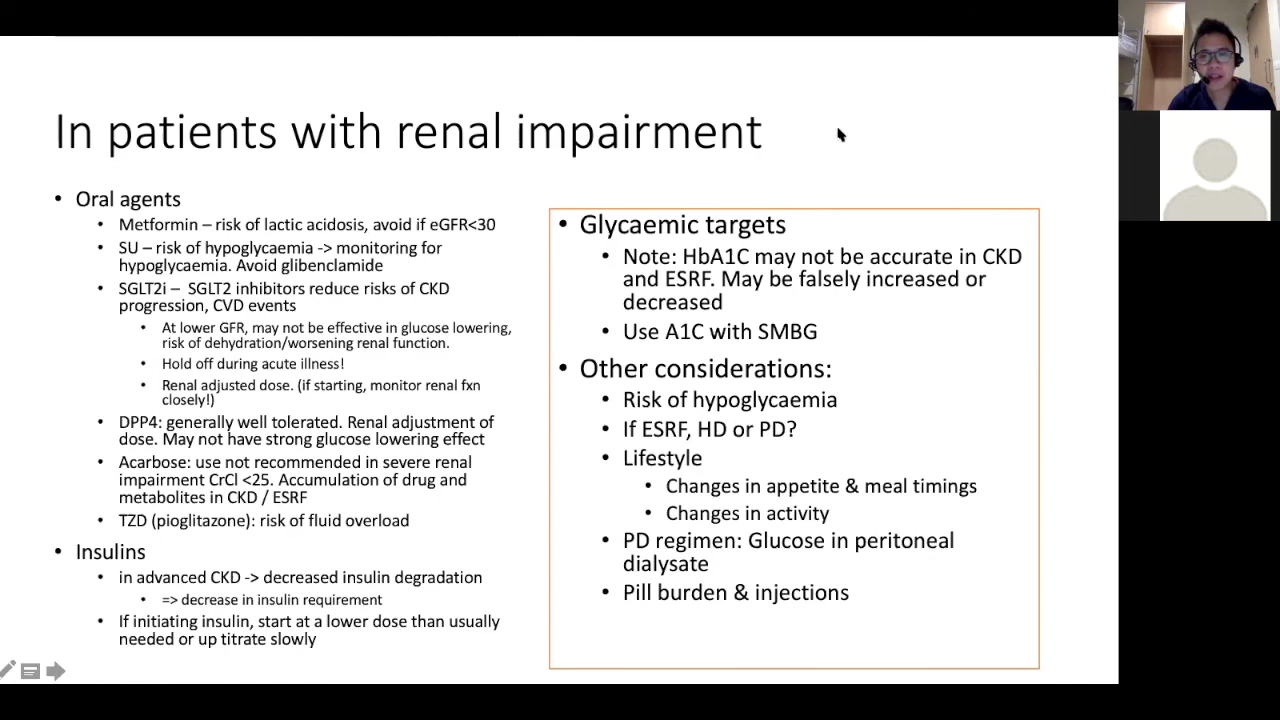 In patients with renal impairment
• Oral agents
• Metformin – risk of lactic acidosis, avoid if eGFR<30
• SU – risk of hypoglycaemia -> monitoring for
hypoglycaemia. Avoid glibenclamide
• SGLT2i – SGLT2 inhibitors reduce risks of CKD
progression, CVD events
• At lower GFR, may not be effective in glucose lowering,
risk of dehydration/worsening renal function.
• Hold off during acute illness!
• Renal adjusted dose. (if starting, monitor renal fxn
closely!)
• DPP4: generally well tolerated. Renal adjustment of
dose. May not have strong glucose lowering effect
• Acarbose: use not recommended in severe renal
impairment CrCl <25. Accumulation of drug and
metabolites in CKD / ESRF
• TZD (pioglitazone): risk of fluid overload
• Insulins
• in advanced CKD -> decreased insulin degradation
• => decrease in insulin requirement
• If initiating insulin, start at a lower dose than usually
needed or up titrate slowly
• Glycaemic targets
• Note: HbA1C may not be accurate in CKD
and ESRF. May be falsely increased or
decreased
• Use A1C with SMBG
• Other considerations:
• Risk of hypoglycaemia
• If ESRF, HD or PD?
• Lifestyle
• Changes in appetite & meal timings
• Changes in activity
• PD regimen: Glucose in peritoneal
dialysate
• Pill burden & injections